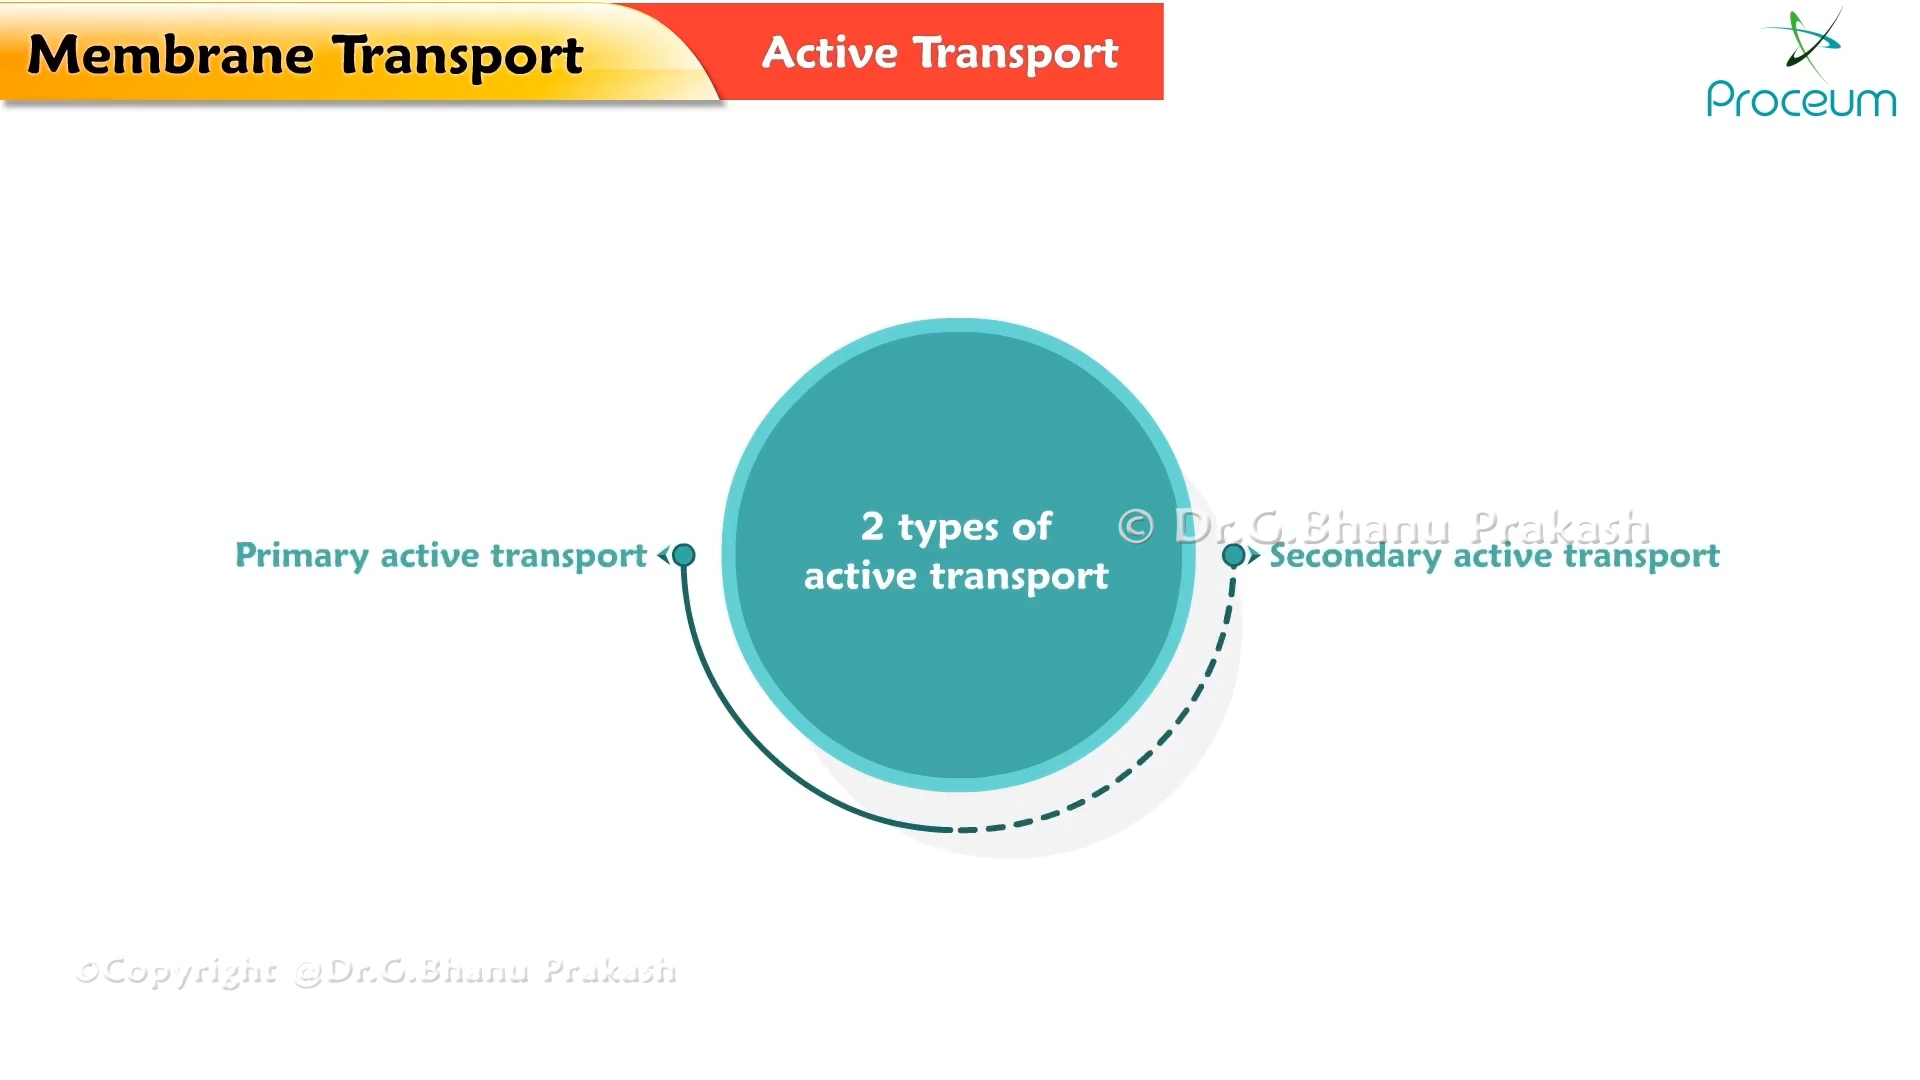 Membrane Transport
Active Transport
Proceum
2 types of
active transport
© Dr.G.Bhanu Prakash
Primary active transport
Secondary active transport
©Copyright @Dr.G.Bhanu Prakash